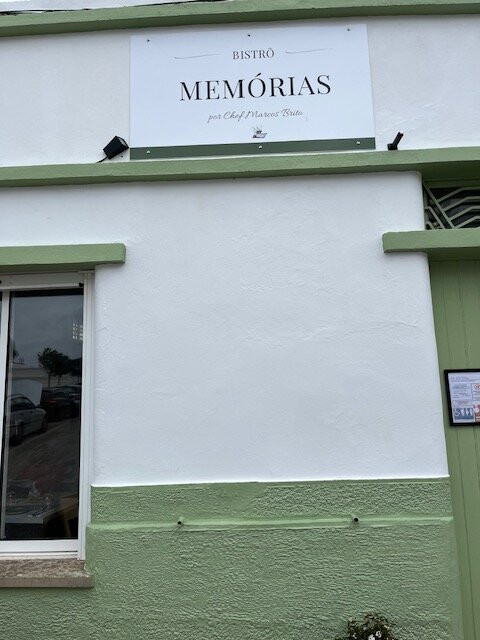 BISTRÔ
MEMÓRIAS
por Chef Marcos Brito